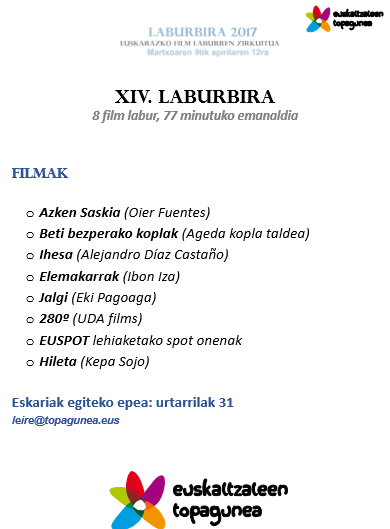 euskaltzaleen
topagunea
LABURBIRA 2017
EUSKARAZKO FILM LABURREN ZIRKUITUA
Martxoaren 9tik apirilaren 12ra
XIV. LABURBIRA
8 film labur, 77 minutuko emanaldia
FILMAK
o Azken Saskia (Oier Fuentes)
o Beti bezperako koplak (Ageda kopla taldea)
o Ihesa (Alejandro Díaz Castaño)
o Elemakarrak (Ibon Iza)
o Jalgi (Eki Pagoaga)
o 280º (UDA films)
o EUSPOT lehiaketako spot onenak
o Hileta (Kepa Sojo)
Eskariak egiteko epea: urtarrilak 31
leire@topagunea.eus
euskaltzaleen
topagunea